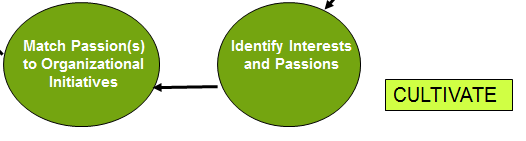 Match Passion(s)
to Organizational
Initiatives
Identify Interests
and Passions
CULTIVATE